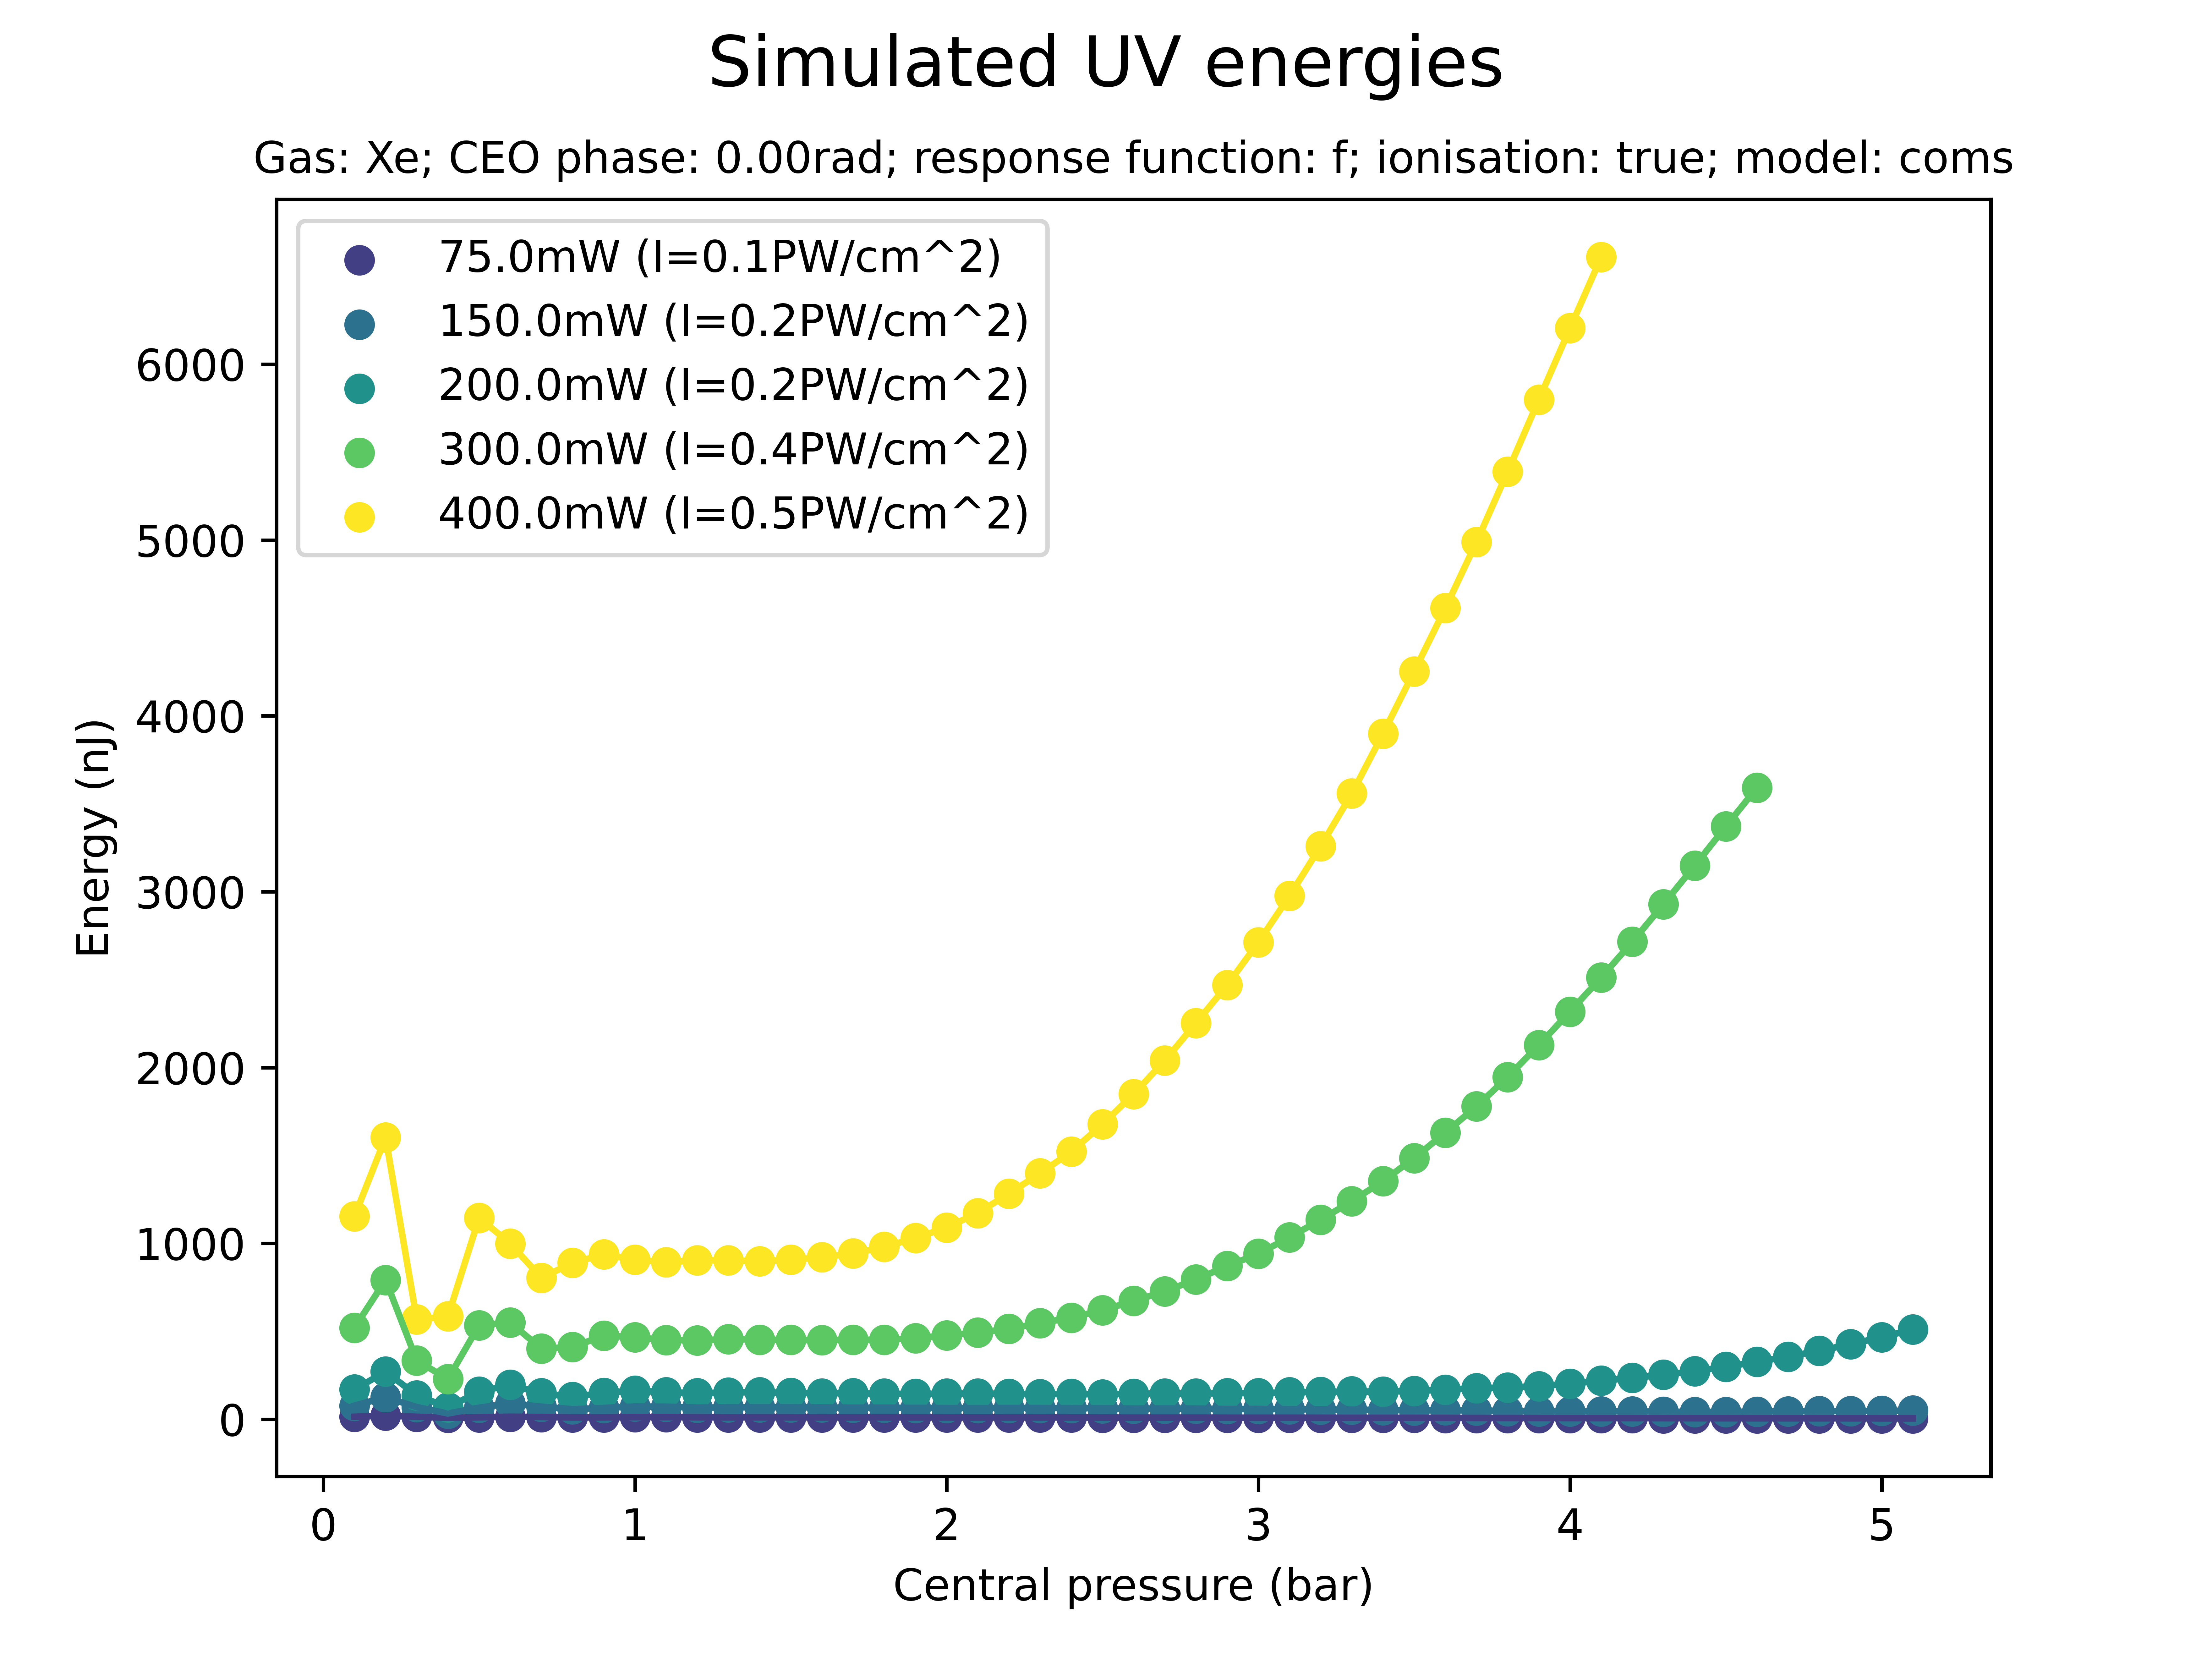 Simulated UV energies
Gas: Xe; CEO phase: 0.00rad; response function: f; ionisation: true; model: coms
75.0mW (I=0.1PW/cm^2)
150.0mW (I=0.2PW/cm^2)
200.0mW (I=0.2PW/cm^2)
300.0mW (I=0.4PW/cm^2)
400.0mW (I=0.5PW/cm^2)
Energy (nJ)
6000
5000
4000
3000
2000
1000
0
0 1 2 3 4 5
Central pressure (bar)